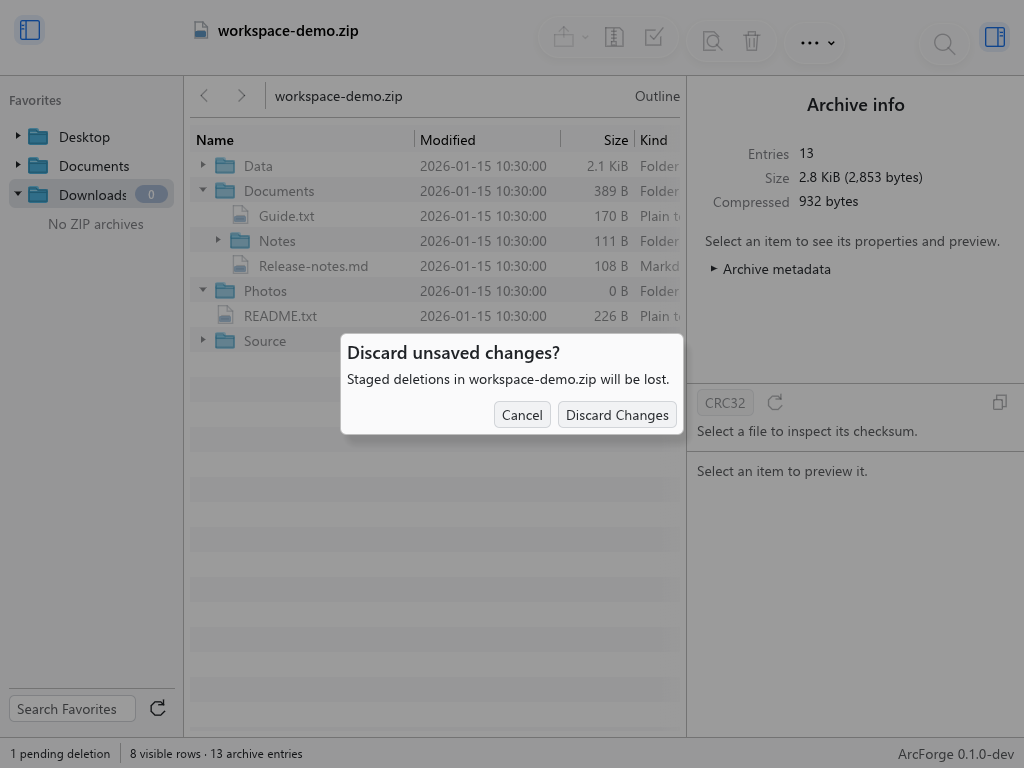 workspace-demo.zip
Favorites
Desktop
Documents
Downloads 0
No ZIP archives
Search Favorites
workspace-demo.zip Outline
Name Modified Size Kind
Data 2026-01-15 10:30:00 2.1 KiB Folder
Documents 2026-01-15 10:30:00 389 B Folder
Guide.txt 2026-01-15 10:30:00 170 B Plain t
Notes 2026-01-15 10:30:00 111 B Folder
Release-notes.md 2026-01-15 10:30:00 108 B Markd
Photos 2026-01-15 10:30:00 0 B Folder
README.txt 2026-01-15 10:30:00 226 B Plain t
Source
Discard unsaved changes?
Staged deletions in workspace-demo.zip will be lost.
Cancel Discard Changes
Archive info
Entries 13
Size 2.8 KiB (2,853 bytes)
Compressed 932 bytes
Select an item to see its properties and preview.
Archive metadata
CRC32
Select a file to inspect its checksum.
Select an item to preview it.
1 pending deletion 8 visible rows · 13 archive entries ArcForge 0.1.0-dev